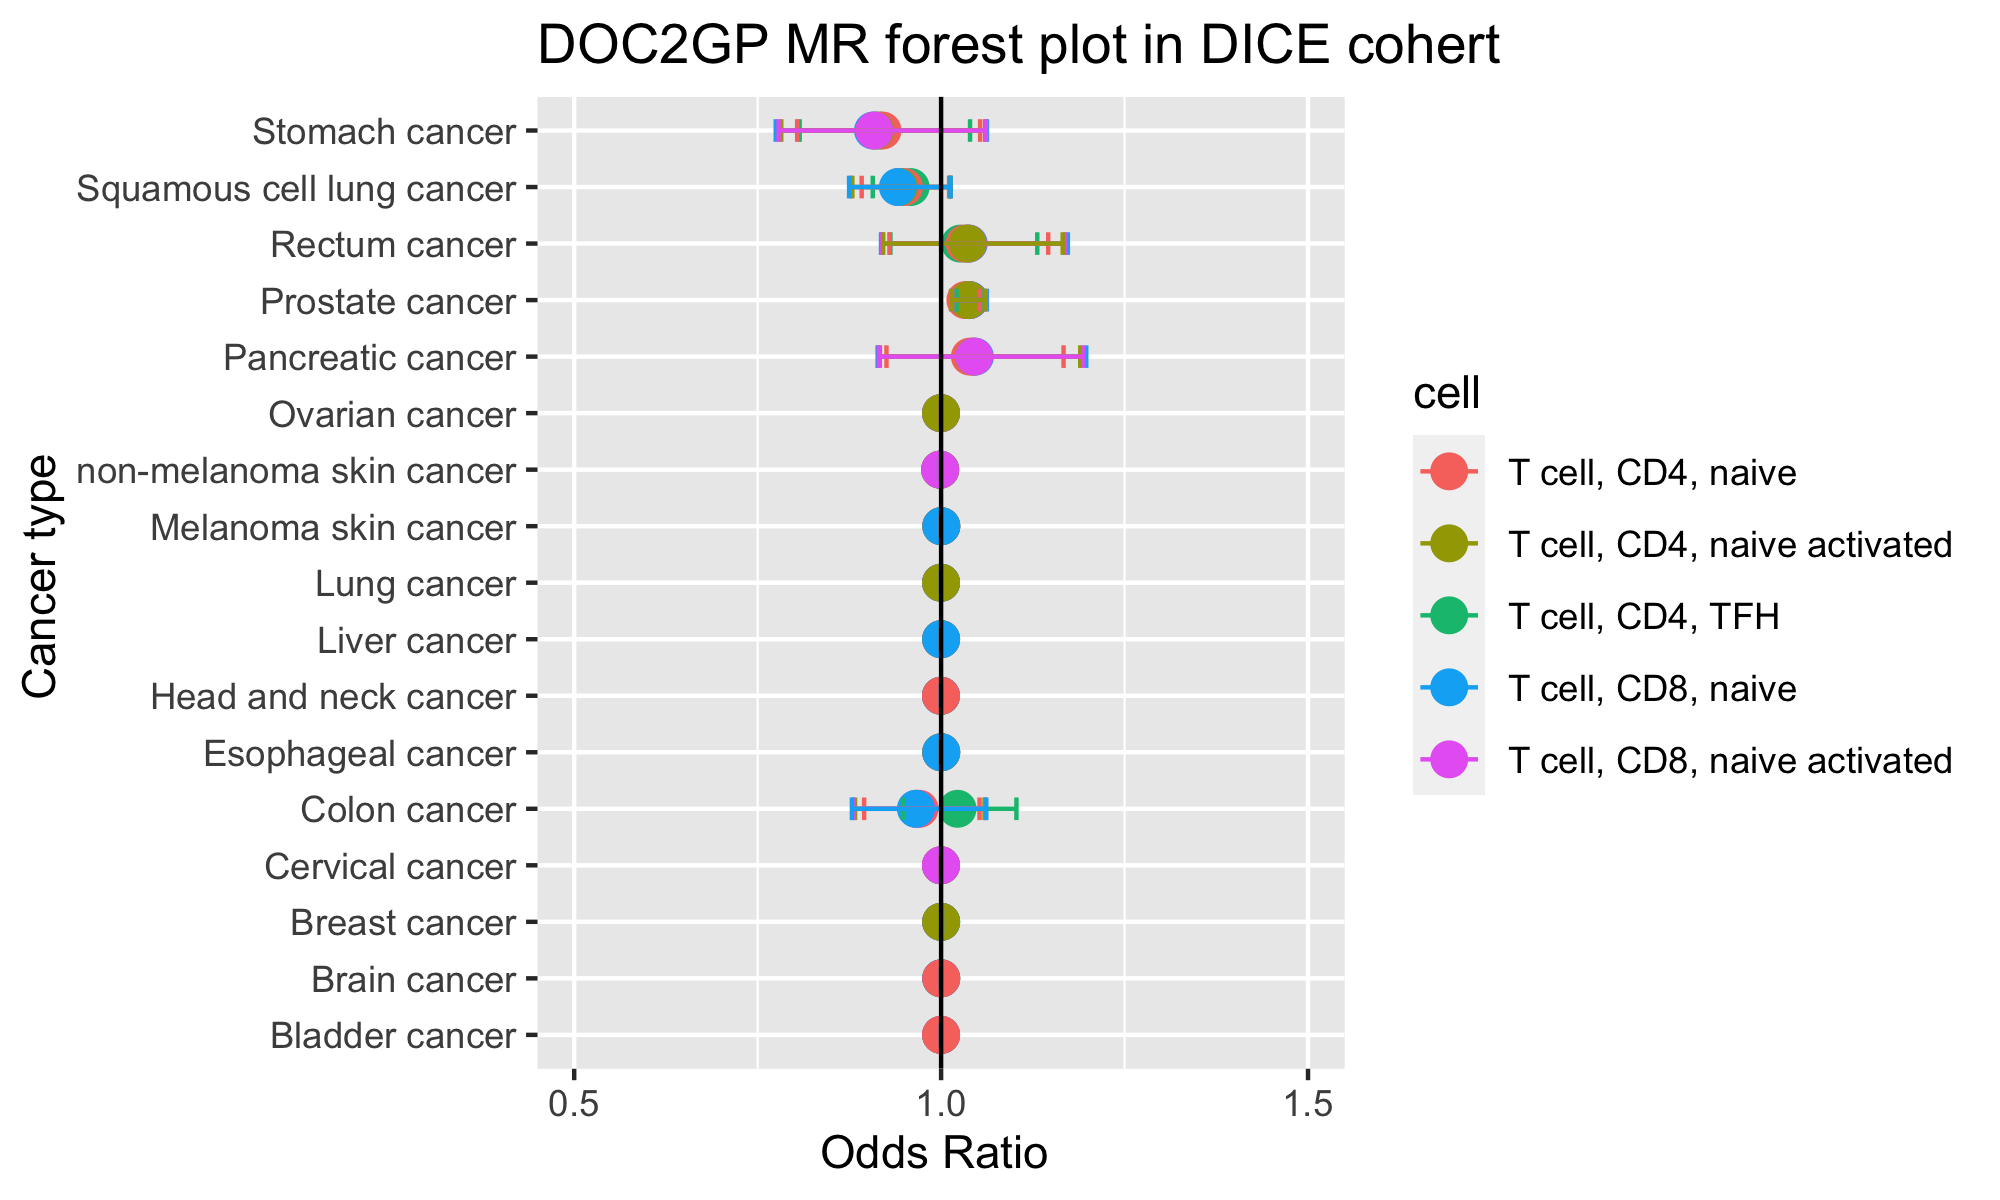 DOC2GP MR forest plot in DICE cohert
Stomach cancer
Squamous cell lung cancer
Rectum cancer
Prostate cancer
Pancreatic cancer
Ovarian cancer
non-melanoma skin cancer
Melanoma skin cancer
Lung cancer
Liver cancer
Head and neck cancer
Esophageal cancer
Colon cancer
Cervical cancer
Breast cancer
Brain cancer
Bladder cancer
Cancer type
0.5 1.0 1.5
Odds Ratio
cell
T cell, CD4, naive
T cell, CD4, naive activated
T cell, CD4, TFH
T cell, CD8, naive
T cell, CD8, naive activated